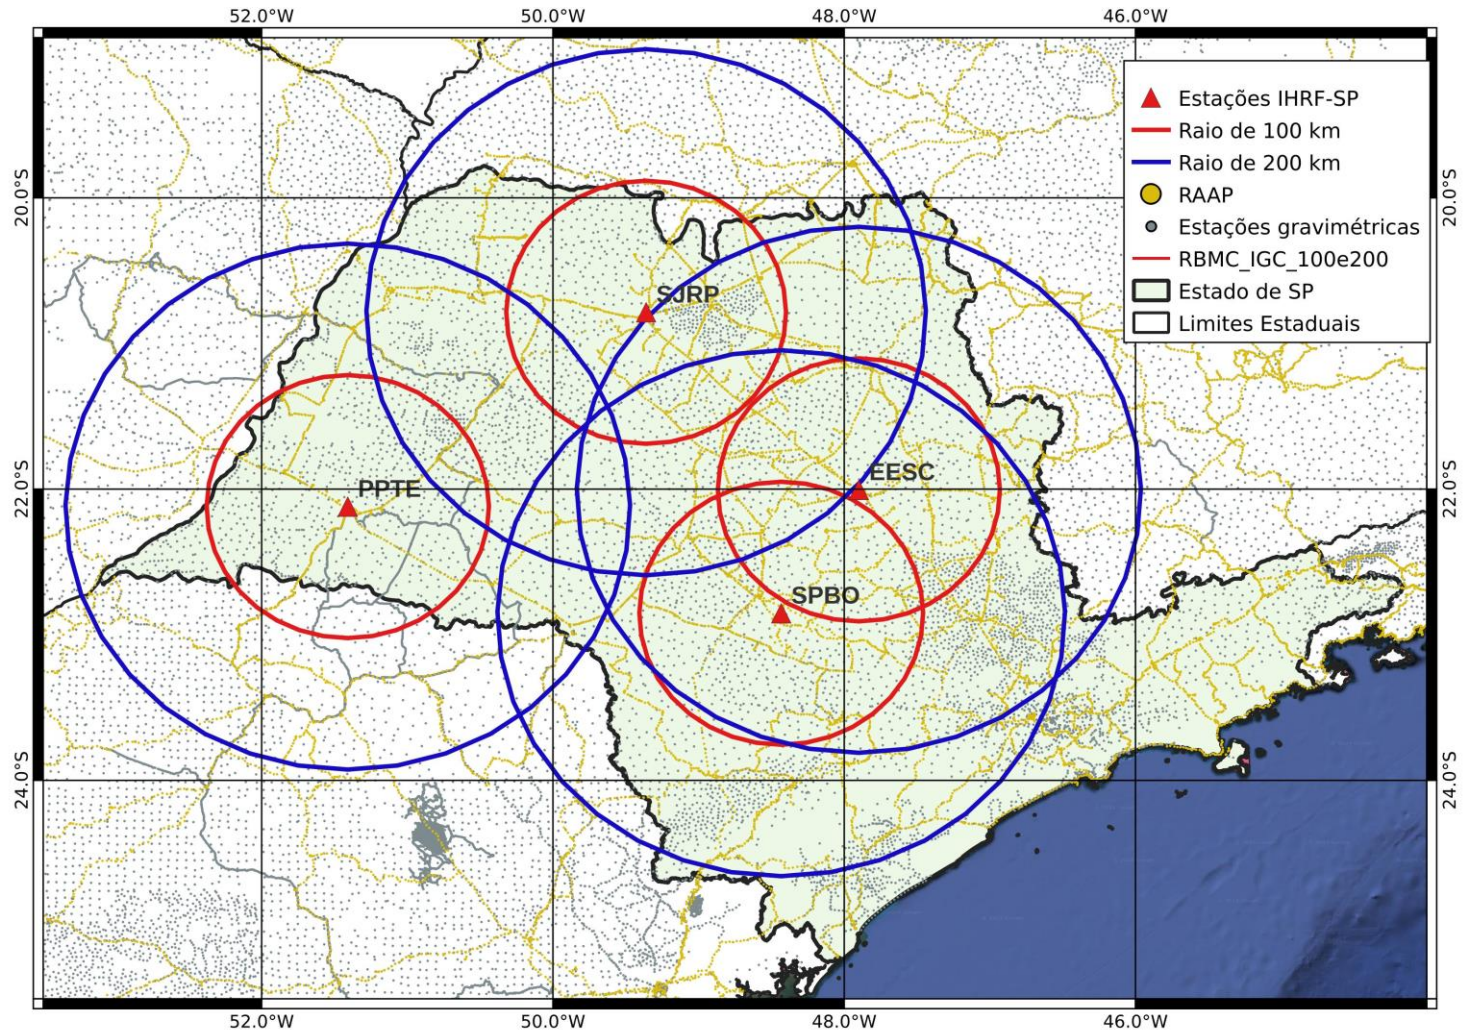 52.0°W 50.0°W 48.0°W 46.0°W
Estações IHRF-SP
Raio de 100 km
Raio de 200 km
RAAP
Estações gravimétricas
RBMC_IGC_100e200
Estado de SP
Limites Estaduais
20.0°S 20.0°S
SJRP
EESC
PPTE
22.0°S 22.0°S
SPBO
24.0°S 24.0°S
52.0°W 50.0°W 48.0°W 46.0°W